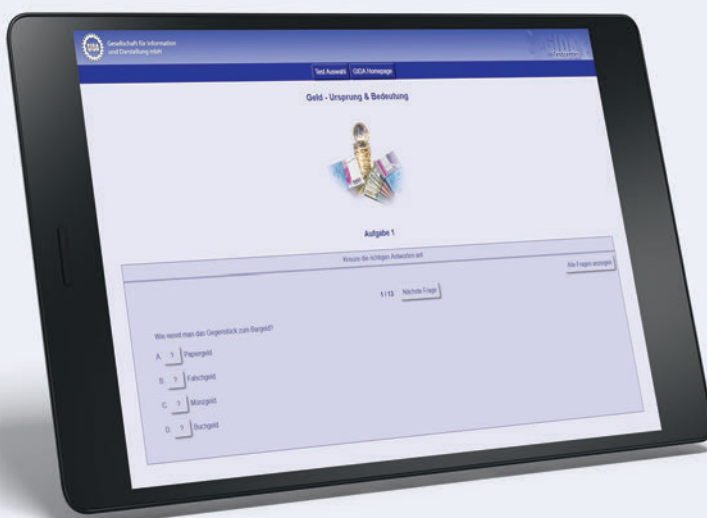 GIDA
Gesellschaft für Information
und Darstellung mbH
Test Auswahl GIDA Homepage
Geld - Ursprung & Bedeutung
Aufgabe 1
Kreuze die richtigen Antworten an!
Alle Fragen anzeigen
1 / 13 Nächste Frage
Wie nennt man das Gegenstück zum Bargeld?
A. ? Papiergeld
B. ? Falschgeld
C. ? Münzgeld
D. ? Buchgeld